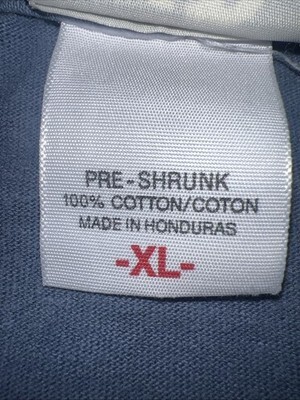 PRE-SHRUNK
100% COTTON/COTON
MADE IN HONDURAS
-XL-